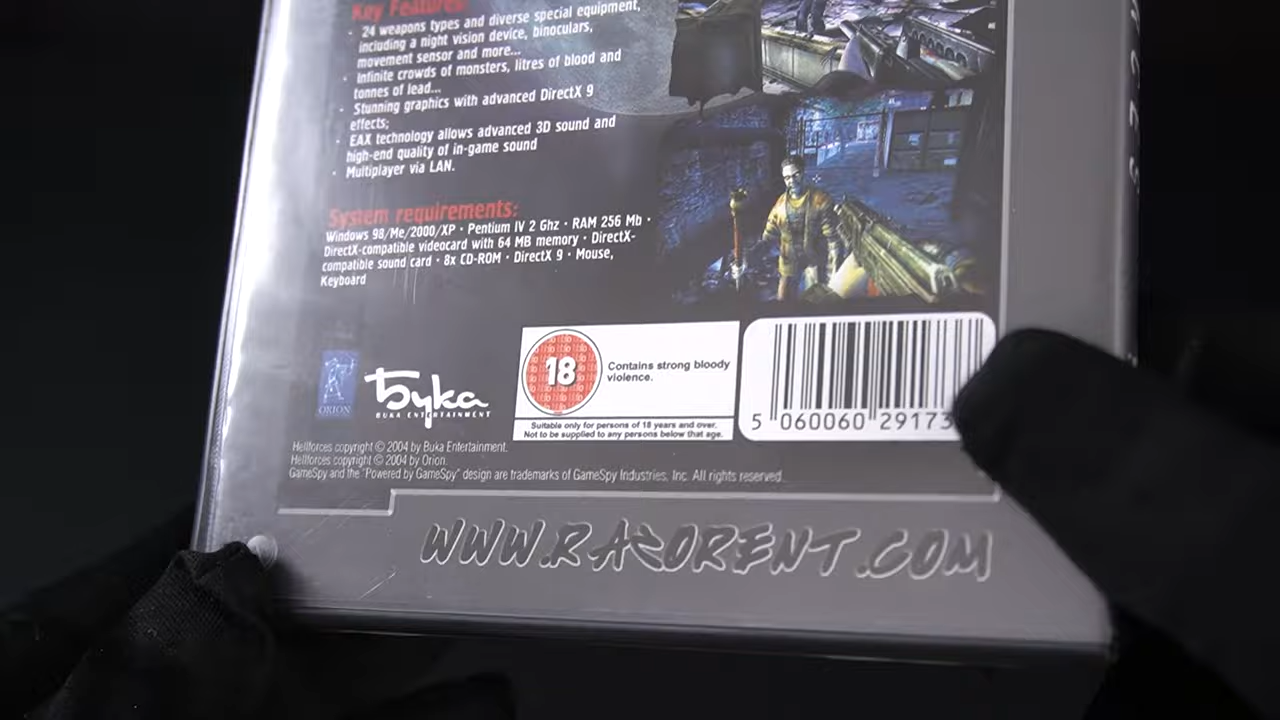 Key Features:
· 24 weapons types and diverse special equipment,
including a night vision device, binoculars,
movement sensor and more...
· Infinite crowds of monsters, litres of blood and
tonnes of lead...
· Stunning graphics with advanced DirectX 9
effects;
· EAX technology allows advanced 3D sound and
high-end quality of in-game sound
· Multiplayer via LAN.
System requirements:
Windows 98/Me/2000/XP · Pentium IV 2 Ghz · RAM 256 Mb ·
DirectX-compatible videocard with 64 MB memory · DirectX-
compatible sound card · 8x CD-ROM · DirectX 9 · Mouse,
Keyboard
ORION
Бука
BUKA ENTERTAINMENT
18
Contains strong bloody
violence.
Suitable only for persons of 18 years and over.
Not to be supplied to any persons below that age.
5 060060 29173
Hellforces copyright © 2004 by Buka Entertainment.
Hellforces copyright © 2004 by Orion.
GameSpy and the "Powered by GameSpy" design are trademarks of GameSpy Industries, Inc. All rights reserved.
WWW.RAZORENT.COM